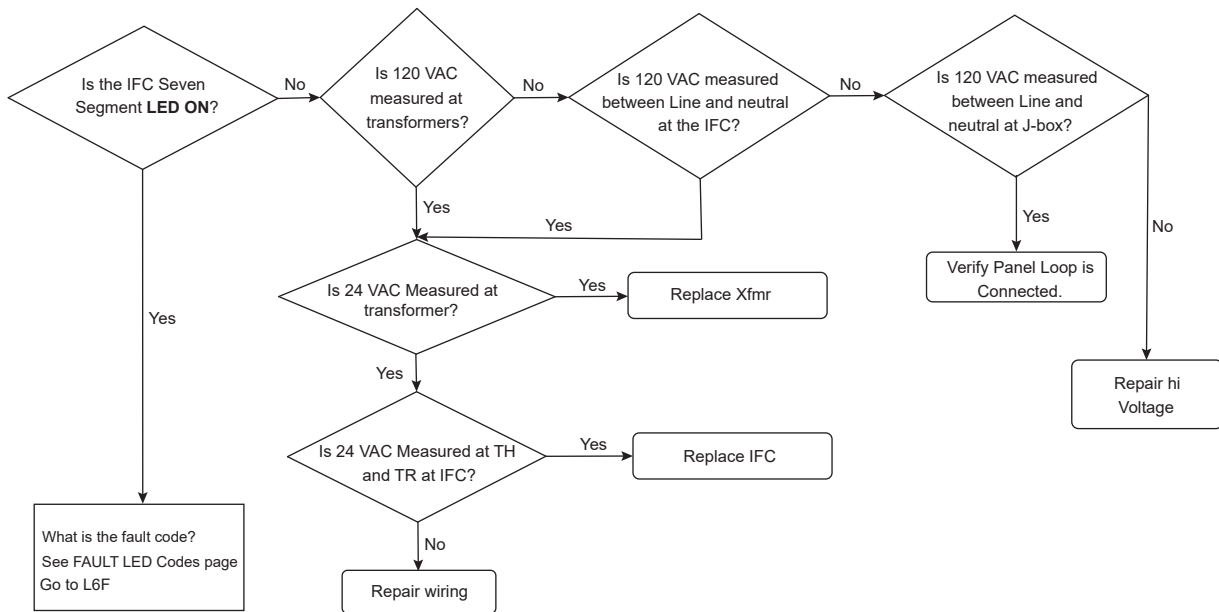 Is the IFC Seven
Segment LED ON?
No
Is 120 VAC
measured at
transformers?
No
Is 120 VAC measured
between Line and neutral
at the IFC?
No
Is 120 VAC measured
between Line and
neutral at J-box?
Yes
Yes
Yes
No
Verify Panel Loop is
Connected.
Is 24 VAC Measured at
transformer?
Yes
Replace Xfmr
Yes
Yes
Repair hi
Voltage
Is 24 VAC Measured at TH
and TR at IFC?
Yes
Replace IFC
What is the fault code?
See FAULT LED Codes page
Go to L6F
No
Repair wiring